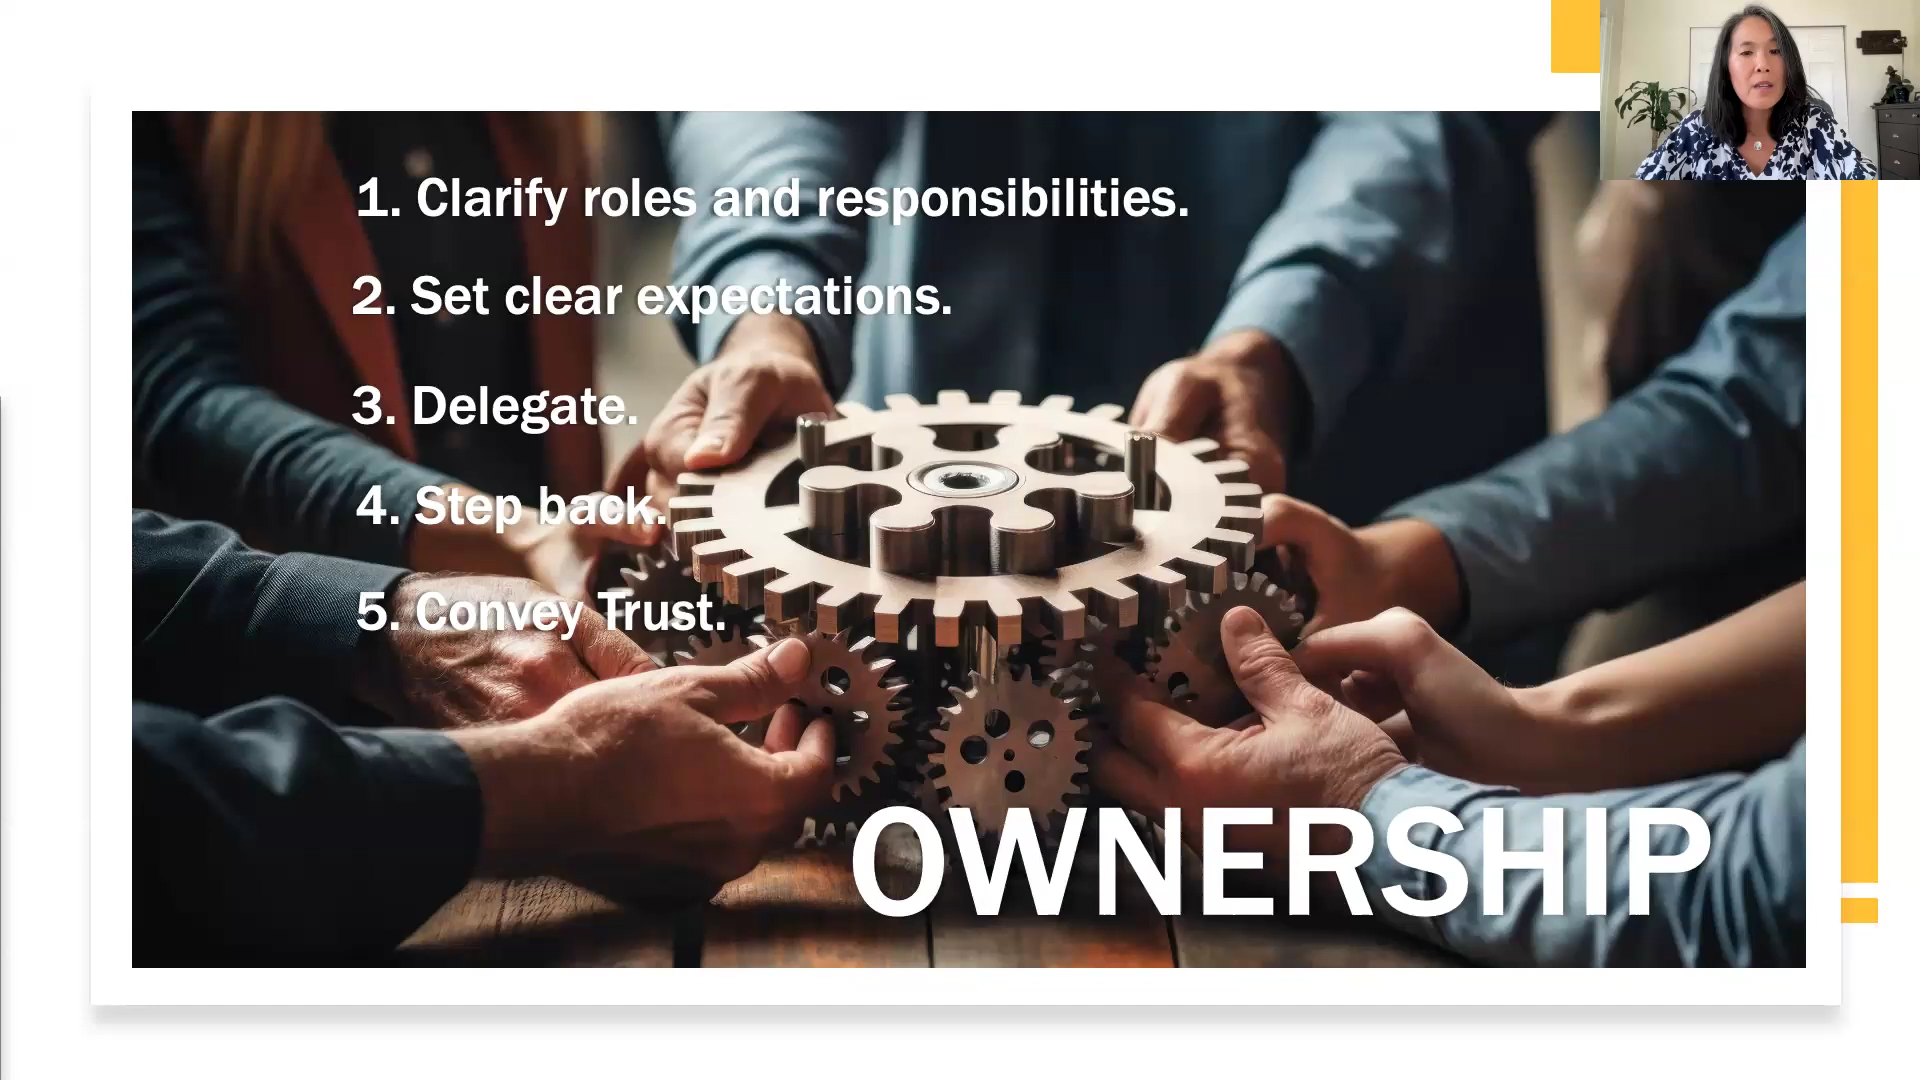 1. Clarify roles and responsibilities.
2. Set clear expectations.
3. Delegate.
4. Step back.
5. Convey Trust.
OWNERSHIP